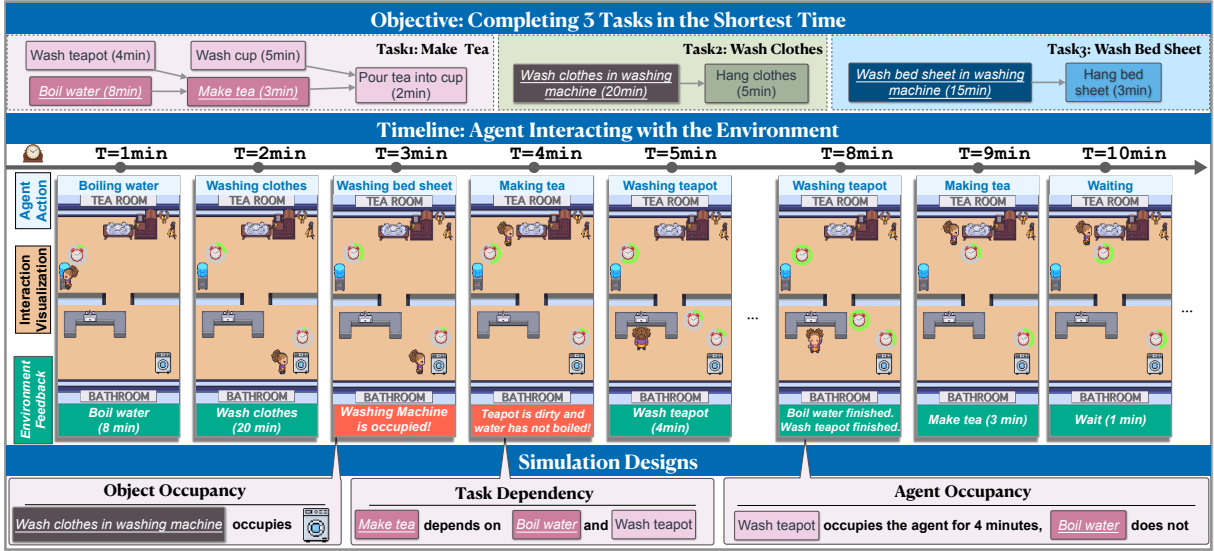 Objective: Completing 3 Tasks in the Shortest Time
Task1: Make Tea
Wash teapot (4min)
Wash cup (5min)
Boil water (8min)
Make tea (3min)
Pour tea into cup
(2min)
Task2: Wash Clothes
Wash clothes in washing
machine (20min)
Hang clothes
(5min)
Task3: Wash Bed Sheet
Wash bed sheet in washing
machine (15min)
Hang bed
sheet (3min)
Timeline: Agent Interacting with the Environment
T=1min
T=2min
T=3min
T=4min
T=5min
T=8min
T=9min
T=10min
Agent
Action
Boiling water
Washing clothes
Washing bed sheet
Making tea
Washing teapot
Washing teapot
Making tea
Waiting
TEA ROOM
TEA ROOM
TEA ROOM
TEA ROOM
TEA ROOM
TEA ROOM
TEA ROOM
TEA ROOM
Interaction
Visualization
...
...
BATHROOM
BATHROOM
BATHROOM
BATHROOM
BATHROOM
BATHROOM
BATHROOM
BATHROOM
Environment
Feedback
Boil water
(8 min)
Wash clothes
(20 min)
Washing Machine
is occupied!
Teapot is dirty and
water has not boiled!
Wash teapot
(4min)
Boil water finished.
Wash teapot finished.
Make tea (3 min)
Wait (1 min)
Simulation Designs
Object Occupancy
Wash clothes in washing machine occupies
Task Dependency
Make tea depends on Boil water and Wash teapot
Agent Occupancy
Wash teapot occupies the agent for 4 minutes, Boil water does not